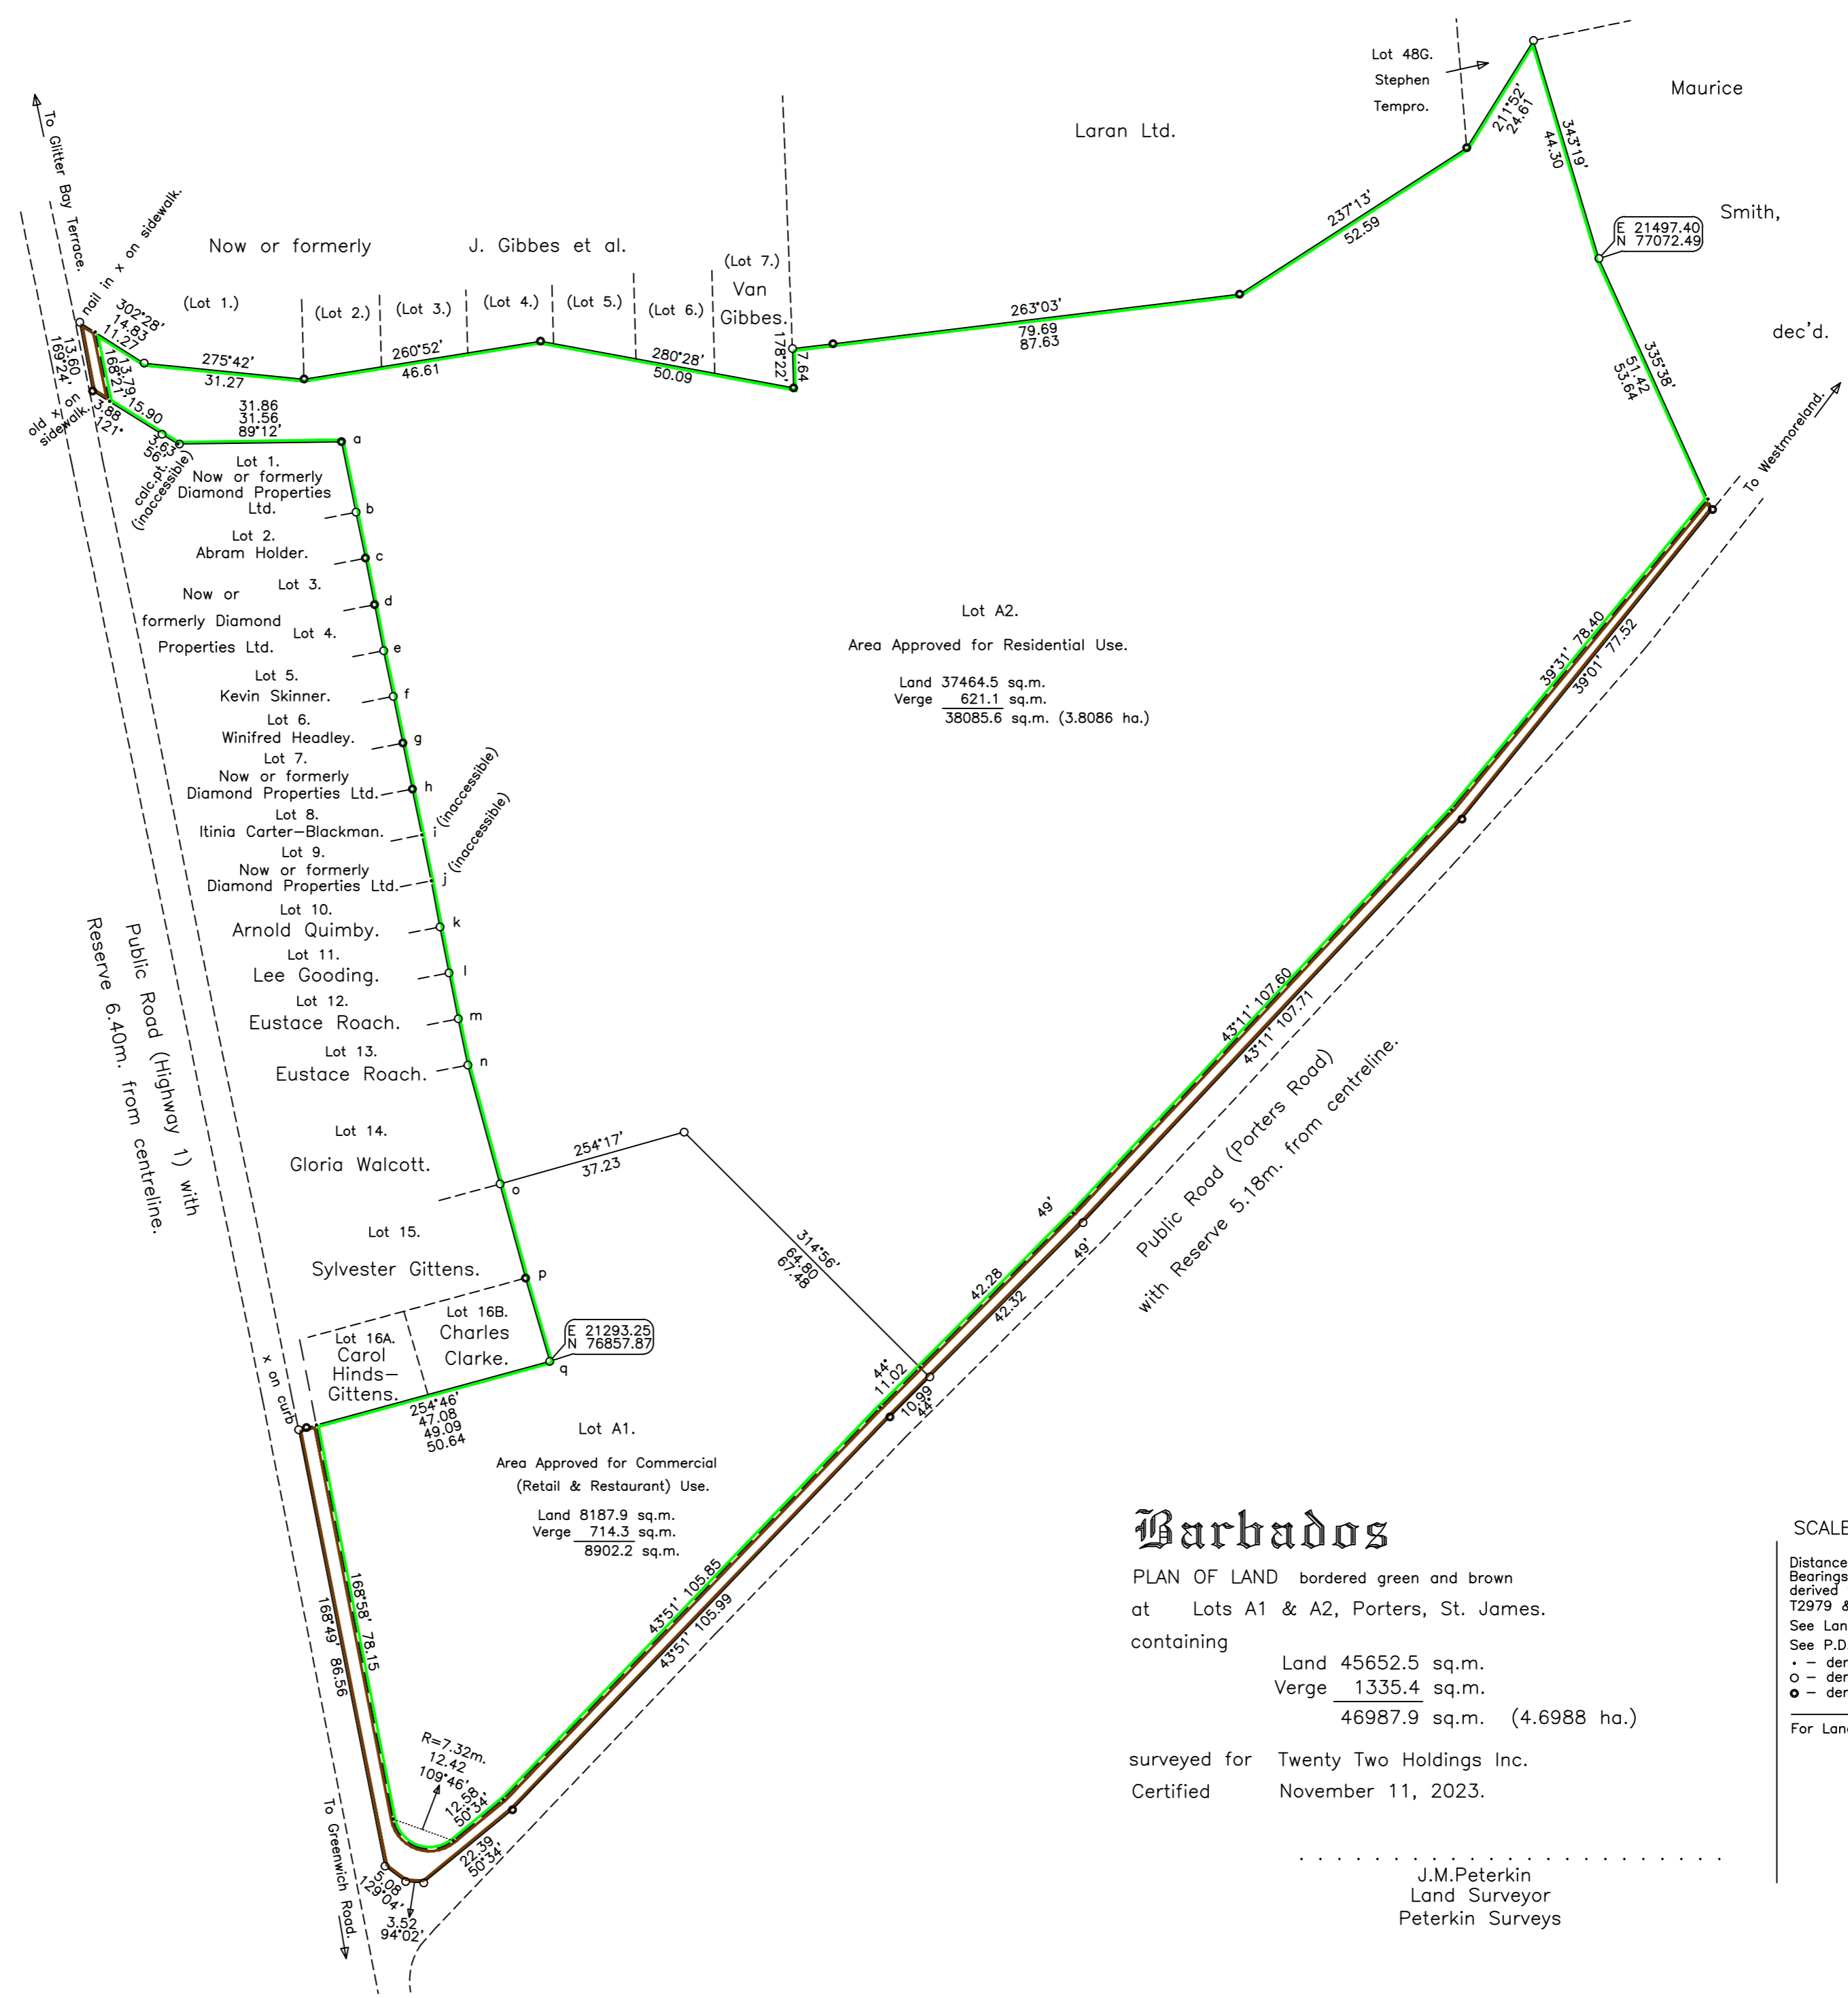 Lot 48G.
Stephen
Tempro.
Maurice
Smith,
dec'd.
Laran Ltd.
211°52'
24.61
343°19'
44.30
E 21497.40
N 77072.49
237°13'
52.59
263°03'
79.69
87.63
335°38'
51.42
53.64
To Westmoreland.
To Glitter Bay Terrace.
nail in x on sidewalk.
Now or formerly
J. Gibbes et al.
(Lot 1.)
(Lot 2.)
(Lot 3.)
(Lot 4.)
(Lot 5.)
(Lot 6.)
(Lot 7.)
Van
Gibbes.
302°28'
14.83
11.27
275°42'
31.27
260°52'
46.61
280°28'
50.09
178°22'
7.64
13.60
169°24'
13.79
168°21'
old x on
sidewalk.
3.88
121°
15.90
3.63
56'
calc.pt.
(inaccessible)
31.86
31.56
89°12'
a
Lot 1.
Now or formerly
Diamond Properties
Ltd.
b
Lot 2.
Abram Holder.
c
Lot 3.
Now or
d
formerly Diamond
Lot 4.
Properties Ltd.
e
Lot 5.
Kevin Skinner.
f
Lot 6.
Winifred Headley.
g
Lot 7.
Now or formerly
Diamond Properties Ltd.
h
Lot 8.
Itinia Carter-Blackman.
i
(inaccessible)
Lot 9.
Now or formerly
Diamond Properties Ltd.
j
(inaccessible)
Lot 10.
Arnold Quimby.
k
Lot 11.
Lee Gooding.
l
Lot 12.
Eustace Roach.
m
Lot 13.
Eustace Roach.
n
Lot 14.
Gloria Walcott.
o
Lot 15.
Sylvester Gittens.
p
Lot 16A.
Carol
Hinds-
Gittens.
Lot 16B.
Charles
Clarke.
q
E 21293.25
N 76857.87
Public Road (Highway 1) with
Reserve 6.40m. from centreline.
Lot A2.
Area Approved for Residential Use.
Land 37464.5 sq.m.
Verge 621.1 sq.m.
38085.6 sq.m. (3.8086 ha.)
39°31' 78.40
39°01' 77.52
43°11' 107.60
43°11' 107.71
Public Road (Porters Road)
with Reserve 5.18m. from centreline.
254°17'
37.23
314°56'
64.80
67.48
49'
42.28
44°
49'
42.32
44°
11.02
10.99
x on curb
254°46'
47.08
49.09
50.64
Lot A1.
Area Approved for Commercial
(Retail & Restaurant) Use.
Land 8187.9 sq.m.
Verge 714.3 sq.m.
8902.2 sq.m.
168°58' 78.15
168°49' 86.56
43°51' 105.85
43°51' 105.99
R=7.32m.
12.42
109°46'
12.58
50°34'
22.39
50°34'
5.08
129°04'
3.52
94°02'
To Greenwich Road.
Barbados
PLAN OF LAND bordered green and brown
at Lots A1 & A2, Porters, St. James.
containing
Land 45652.5 sq.m.
Verge 1335.4 sq.m.
46987.9 sq.m. (4.6988 ha.)
surveyed for Twenty Two Holdings Inc.
Certified November 11, 2023.
J.M.Peterkin
Land Surveyor
Peterkin Surveys
SCALE
Distance
Bearings
derived
T2979 &
See Lan
See P.D.
- der
- der
- der
For Lan